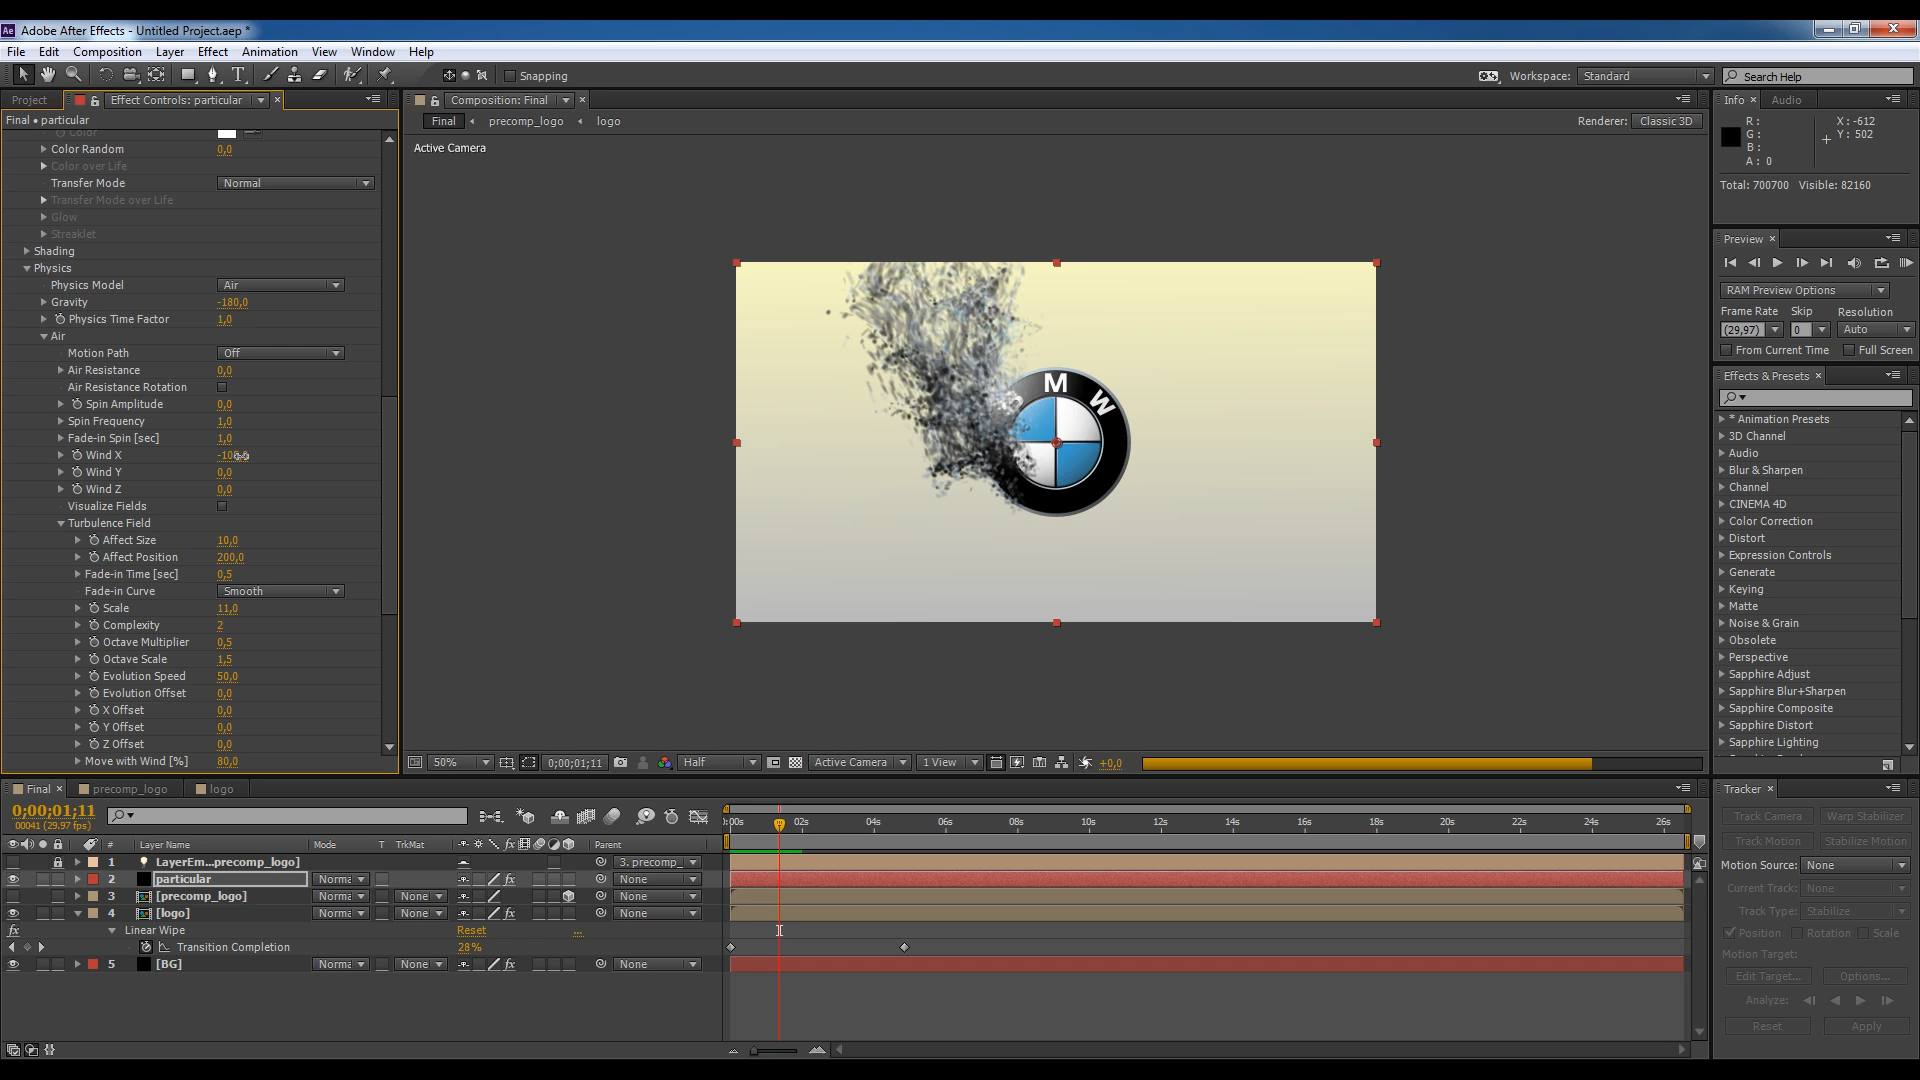 Ae Adobe After Effects - Untitled Project.aep *
File Edit Composition Layer Effect Animation View Window Help
Snapping
Workspace: Standard
Search Help
Project
Effect Controls: particular
Final • particular
Color
Color Random 0,0
Color over Life
Transfer Mode Normal
Transfer Mode over Life
Glow
Streaklet
Shading
Physics
Physics Model Air
Gravity -180,0
Physics Time Factor 1,0
Air
Motion Path Off
Air Resistance 0,0
Air Resistance Rotation
Spin Amplitude 0,0
Spin Frequency 1,0
Fade-in Spin [sec] 1,0
Wind X
Wind Y 0,0
Wind Z 0,0
Visualize Fields
Turbulence Field
Affect Size 10,0
Affect Position 200,0
Fade-in Time [sec] 0,5
Fade-in Curve Smooth
Scale 11,0
Complexity 2
Octave Multiplier 0,5
Octave Scale 1,5
Evolution Speed 50,0
Evolution Offset 0,0
X Offset 0,0
Y Offset 0,0
Z Offset 0,0
Move with Wind [%] 80,0
Composition: Final
Final precomp_logo logo
Renderer: Classic 3D
Active Camera
M
W
50% 0;00;01;11 Half Active Camera 1 View +0,0
Info Audio
R : X : -612
G : Y : 502
B :
A : 0
Total: 700700 Visible: 82160
Preview
RAM Preview Options
Frame Rate Skip Resolution
(29,97) 0 Auto
From Current Time Full Screen
Effects & Presets
* Animation Presets
3D Channel
Audio
Blur & Sharpen
Channel
CINEMA 4D
Color Correction
Distort
Expression Controls
Generate
Keying
Matte
Noise & Grain
Obsolete
Perspective
Sapphire Adjust
Sapphire Blur+Sharpen
Sapphire Composite
Sapphire Distort
Sapphire Lighting
Final precomp_logo logo
0;00;01;11
00041 (29.97 fps)
:00s 02s 04s 06s 08s 10s 12s 14s 16s 18s 20s 22s 24s 26s
# Layer Name Mode T TrkMat fx Parent
1 LayerEm...precomp_logo] 3. precomp_
2 particular Norma fx None
3 [precomp_logo] Norma None None
4 [logo] Norma None fx None
fx Linear Wipe Reset ...
Transition Completion 28%
5 [BG] Norma None fx None
Tracker
Track Camera Warp Stabilizer
Track Motion Stabilize Motion
Motion Source: None
Current Track: None
Track Type: Stabilize
Position Rotation Scale
Motion Target:
Edit Target... Options...
Analyze:
Reset Apply